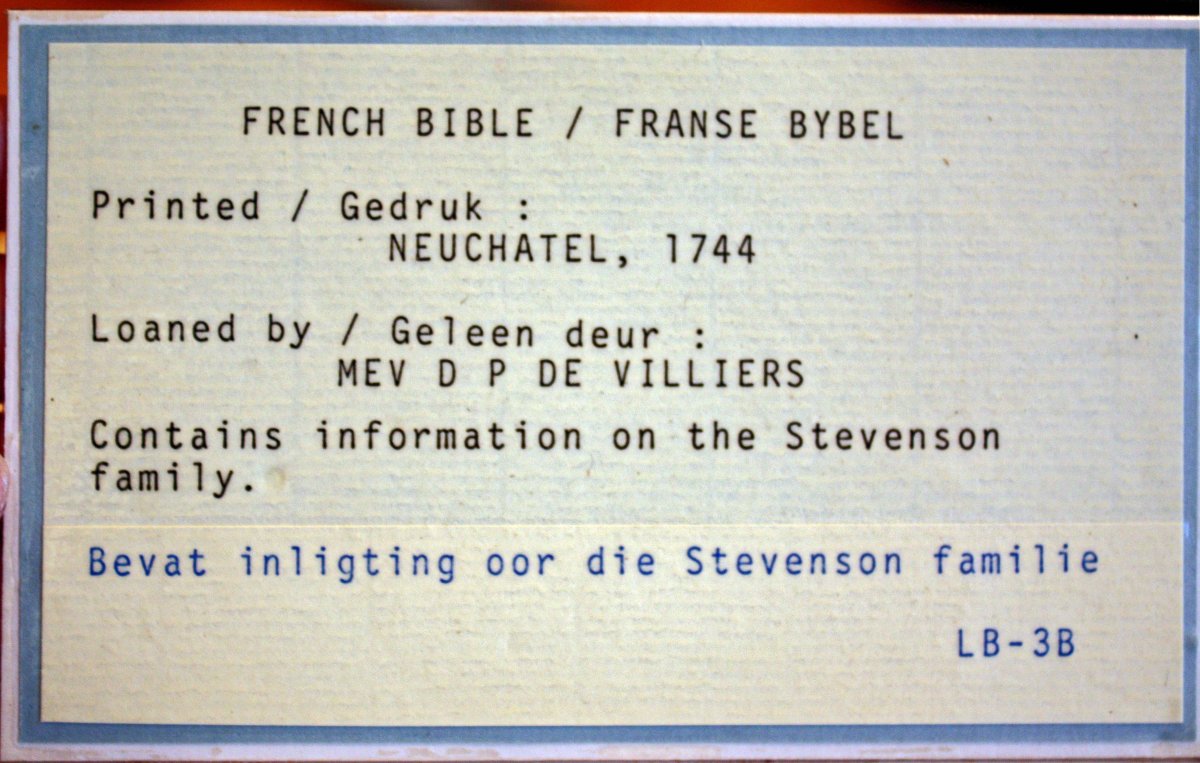 FRENCH BIBLE / FRANSE BYBEL
Printed / Gedruk :
NEUCHATEL, 1744
Loaned by / Geleen deur :
MEV D P DE VILLIERS
Contains information on the Stevenson
family.
Bevat inligting oor die Stevenson familie
LB-3B